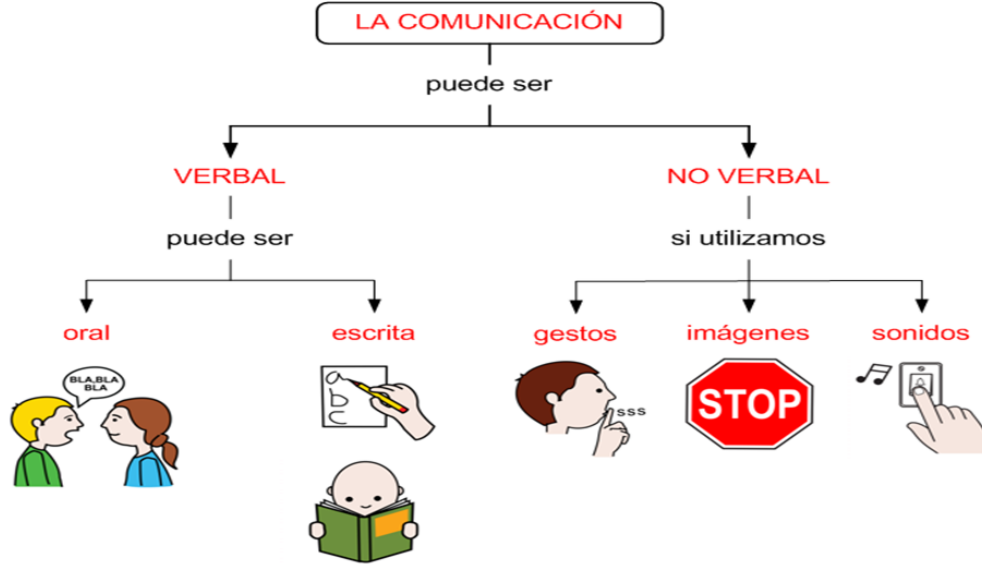 LA COMUNICACIÓN
puede ser
VERBAL
NO VERBAL
puede ser
si utilizamos
oral
escrita
gestos
imágenes
sonidos
BLA,BLA
BLA
a
b
c
sss
STOP